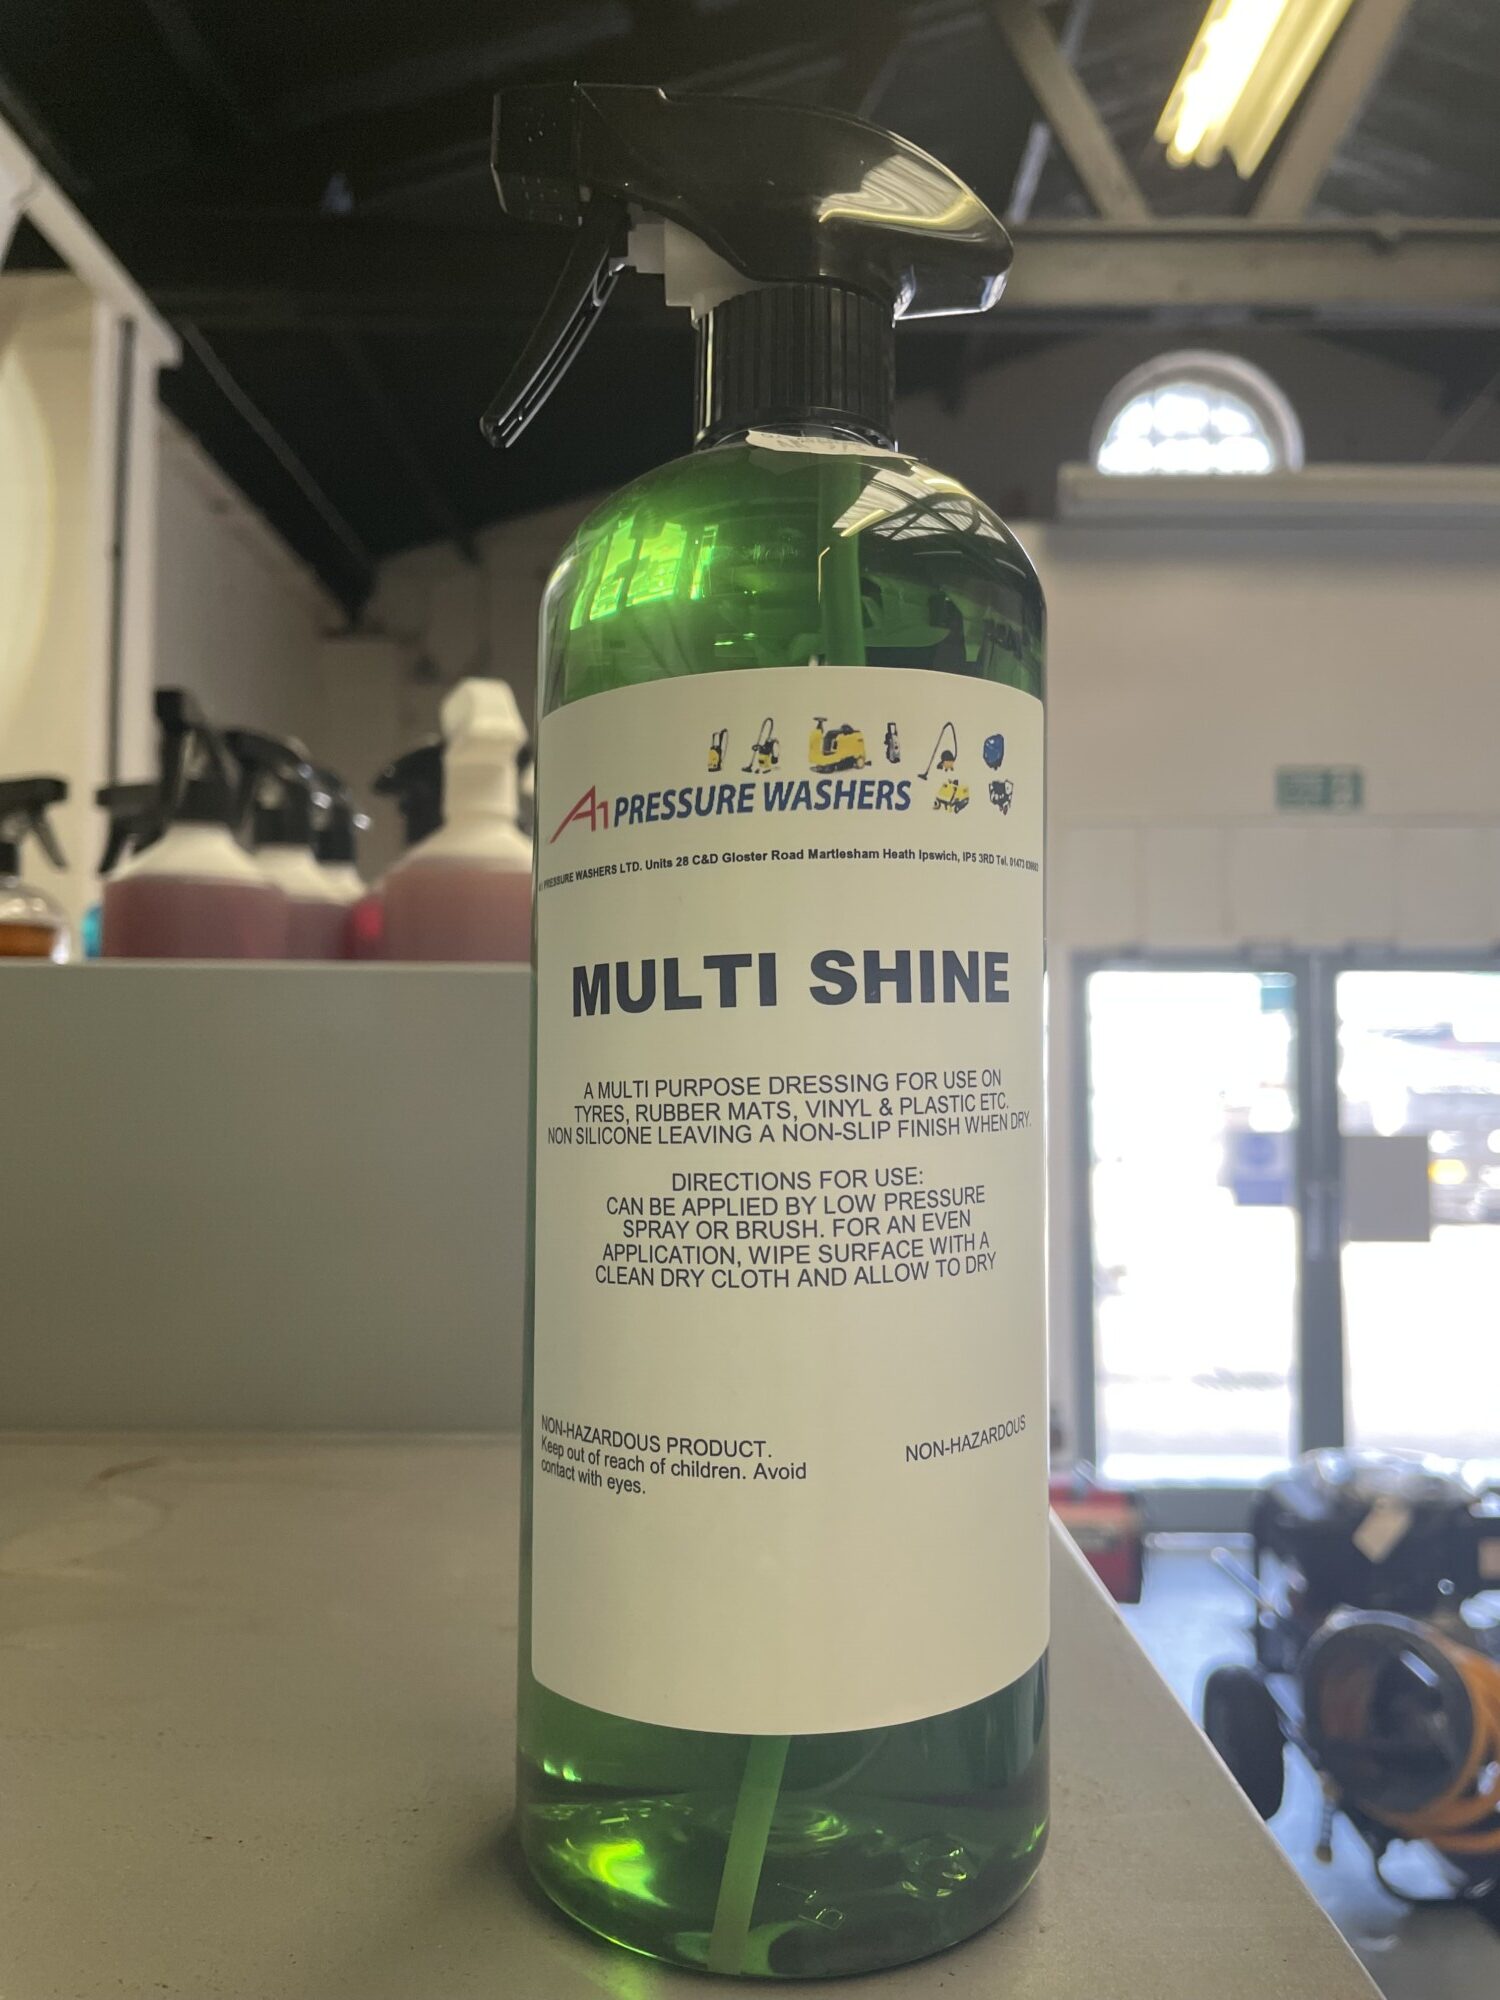 A1 PRESSURE WASHERS
PRESSURE WASHERS LTD. Units 28 C&D Gloster Road Martlesham Heath Ipswich, IP5 3RD Tel. 01473
MULTI SHINE
A MULTI PURPOSE DRESSING FOR USE ON
TYRES, RUBBER MATS, VINYL & PLASTIC ETC.
NON SILICONE LEAVING A NON-SLIP FINISH WHEN DRY.
DIRECTIONS FOR USE:
CAN BE APPLIED BY LOW PRESSURE
SPRAY OR BRUSH. FOR AN EVEN
APPLICATION, WIPE SURFACE WITH A
CLEAN DRY CLOTH AND ALLOW TO DRY
NON-HAZARDOUS PRODUCT.
Keep out of reach of children. Avoid
contact with eyes.
NON-HAZARDOUS